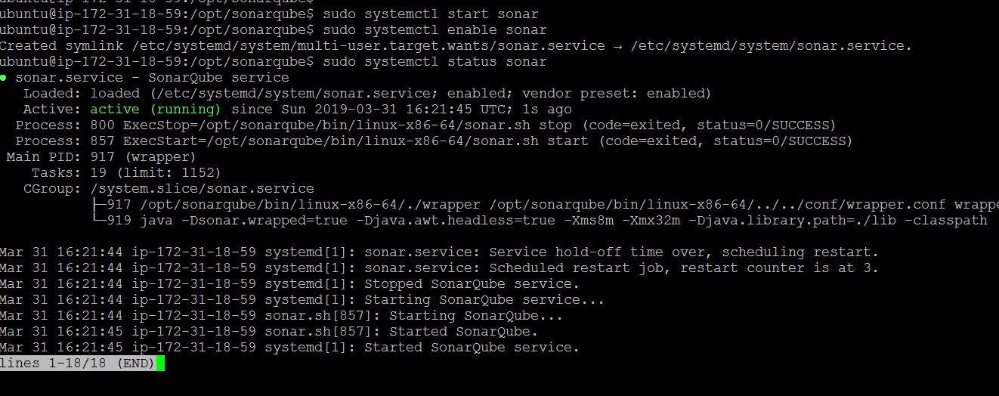 ubuntu@ip-172-31-18-59:/opt/sonarqube$ sudo systemctl start sonar
ubuntu@ip-172-31-18-59:/opt/sonarqube$ sudo systemctl enable sonar
Created symlink /etc/systemd/system/multi-user.target.wants/sonar.service → /etc/systemd/system/sonar.service.
ubuntu@ip-172-31-18-59:/opt/sonarqube$ sudo systemctl status sonar
● sonar.service - SonarQube service
   Loaded: loaded (/etc/systemd/system/sonar.service; enabled; vendor preset: enabled)
   Active: active (running) since Sun 2019-03-31 16:21:45 UTC; 1s ago
  Process: 800 ExecStop=/opt/sonarqube/bin/linux-x86-64/sonar.sh stop (code=exited, status=0/SUCCESS)
  Process: 857 ExecStart=/opt/sonarqube/bin/linux-x86-64/sonar.sh start (code=exited, status=0/SUCCESS)
 Main PID: 917 (wrapper)
    Tasks: 19 (limit: 1152)
   CGroup: /system.slice/sonar.service
           ├─917 /opt/sonarqube/bin/linux-x86-64/./wrapper /opt/sonarqube/bin/linux-x86-64/../../conf/wrapper.conf wrappe
           └─919 java -Dsonar.wrapped=true -Djava.awt.headless=true -Xms8m -Xmx32m -Djava.library.path=./lib -classpath
Mar 31 16:21:44 ip-172-31-18-59 systemd[1]: sonar.service: Service hold-off time over, scheduling restart.
Mar 31 16:21:44 ip-172-31-18-59 systemd[1]: sonar.service: Scheduled restart job, restart counter is at 3.
Mar 31 16:21:44 ip-172-31-18-59 systemd[1]: Stopped SonarQube service.
Mar 31 16:21:44 ip-172-31-18-59 systemd[1]: Starting SonarQube service...
Mar 31 16:21:44 ip-172-31-18-59 sonar.sh[857]: Starting SonarQube...
Mar 31 16:21:45 ip-172-31-18-59 sonar.sh[857]: Started SonarQube.
Mar 31 16:21:45 ip-172-31-18-59 systemd[1]: Started SonarQube service.
lines 1-18/18 (END)